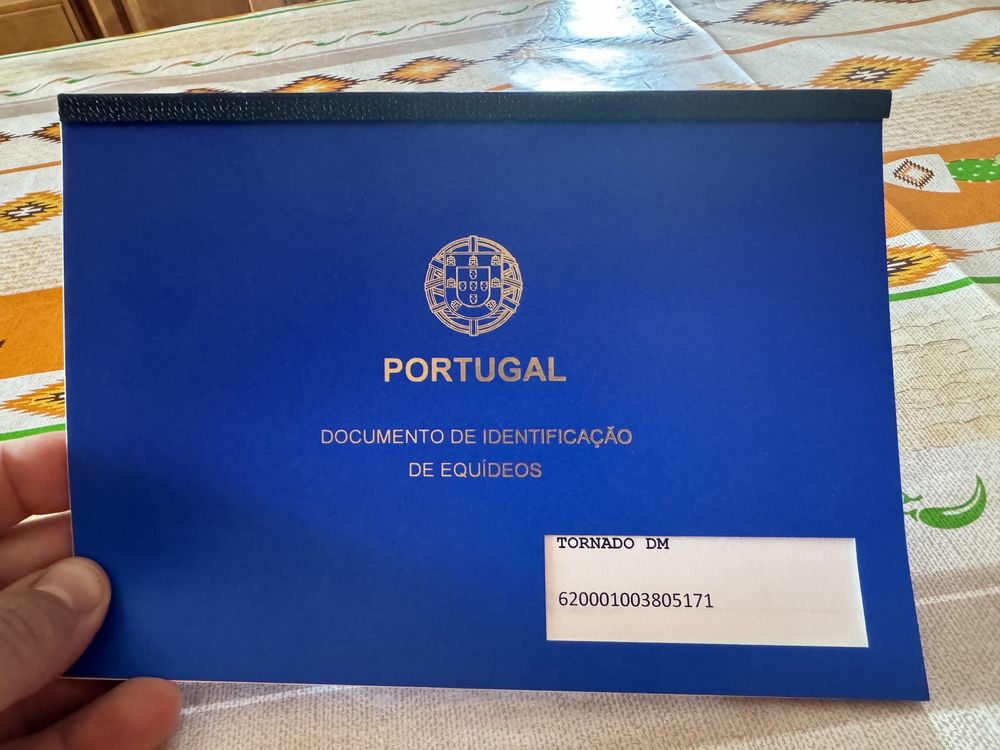 PORTUGAL
DOCUMENTO DE IDENTIFICAÇÃO
DE EQUÍDEOS
TORNADO DM
620001003805171